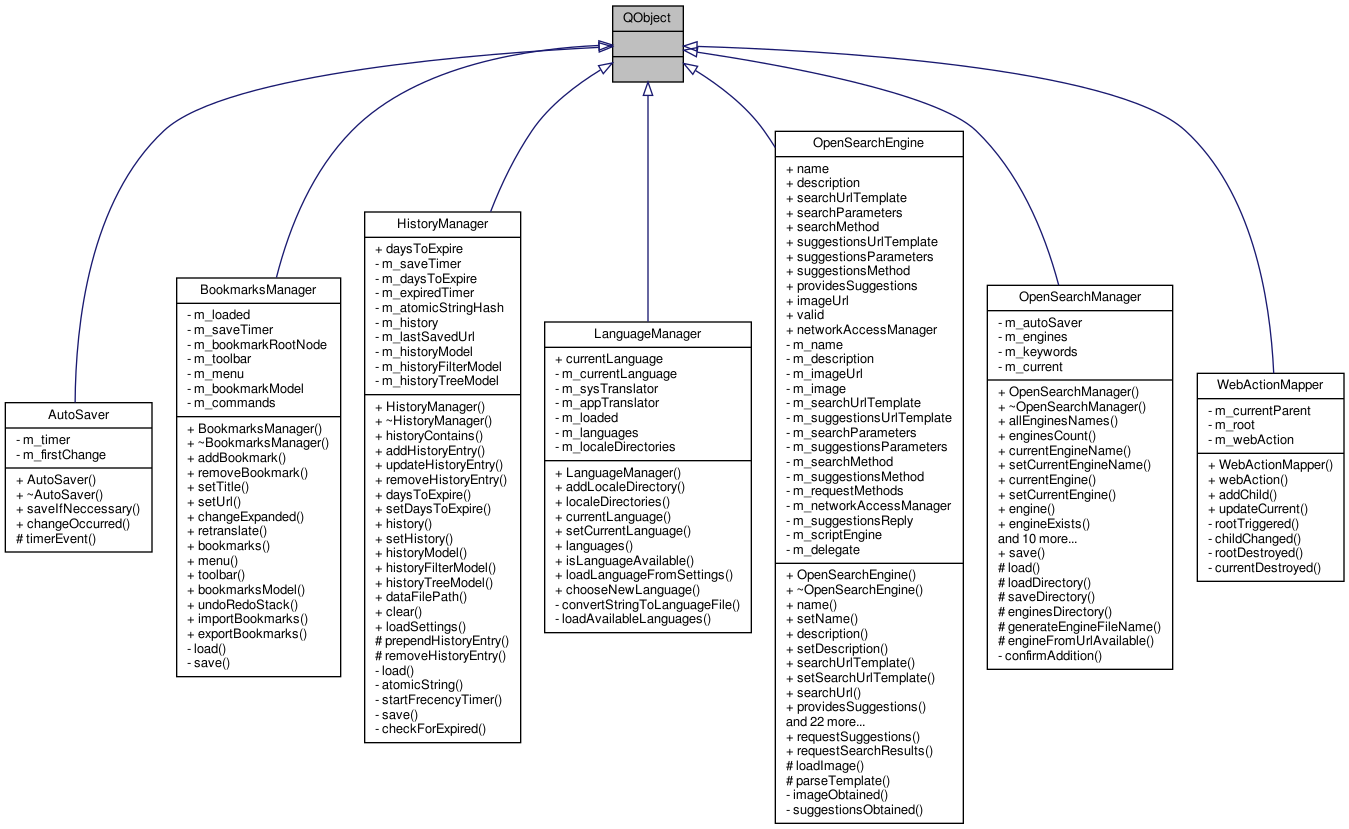 QObject
AutoSaver
- m_timer
- m_firstChange
+ AutoSaver()
+ ~AutoSaver()
+ saveIfNeccessary()
+ changeOccurred()
# timerEvent()
BookmarksManager
- m_loaded
- m_saveTimer
- m_bookmarkRootNode
- m_toolbar
- m_menu
- m_bookmarkModel
- m_commands
+ BookmarksManager()
+ ~BookmarksManager()
+ addBookmark()
+ removeBookmark()
+ setTitle()
+ setUrl()
+ changeExpanded()
+ retranslate()
+ bookmarks()
+ menu()
+ toolbar()
+ bookmarksModel()
+ undoRedoStack()
+ importBookmarks()
+ exportBookmarks()
- load()
- save()
HistoryManager
+ daysToExpire
- m_saveTimer
- m_daysToExpire
- m_expiredTimer
- m_atomicStringHash
- m_history
- m_lastSavedUrl
- m_historyModel
- m_historyFilterModel
- m_historyTreeModel
+ HistoryManager()
+ ~HistoryManager()
+ historyContains()
+ addHistoryEntry()
+ updateHistoryEntry()
+ removeHistoryEntry()
+ daysToExpire()
+ setDaysToExpire()
+ history()
+ setHistory()
+ historyModel()
+ historyFilterModel()
+ historyTreeModel()
+ dataFilePath()
+ clear()
+ loadSettings()
# prependHistoryEntry()
# removeHistoryEntry()
- load()
- atomicString()
- startFrecencyTimer()
- save()
- checkForExpired()
LanguageManager
+ currentLanguage
- m_currentLanguage
- m_sysTranslator
- m_appTranslator
- m_loaded
- m_languages
- m_localeDirectories
+ LanguageManager()
+ addLocaleDirectory()
+ localeDirectories()
+ currentLanguage()
+ setCurrentLanguage()
+ languages()
+ isLanguageAvailable()
+ loadLanguageFromSettings()
+ chooseNewLanguage()
- convertStringToLanguageFile()
- loadAvailableLanguages()
OpenSearchEngine
+ name
+ description
+ searchUrlTemplate
+ searchParameters
+ searchMethod
+ suggestionsUrlTemplate
+ suggestionsParameters
+ suggestionsMethod
+ providesSuggestions
+ imageUrl
+ valid
+ networkAccessManager
- m_name
- m_description
- m_imageUrl
- m_image
- m_searchUrlTemplate
- m_suggestionsUrlTemplate
- m_searchParameters
- m_suggestionsParameters
- m_searchMethod
- m_suggestionsMethod
- m_requestMethods
- m_networkAccessManager
- m_suggestionsReply
- m_scriptEngine
- m_delegate
+ OpenSearchEngine()
+ ~OpenSearchEngine()
+ name()
+ setName()
+ description()
+ setDescription()
+ searchUrlTemplate()
+ setSearchUrlTemplate()
+ searchUrl()
+ providesSuggestions()
and 22 more...
+ requestSuggestions()
+ requestSearchResults()
# loadImage()
# parseTemplate()
- imageObtained()
- suggestionsObtained()
OpenSearchManager
- m_autoSaver
- m_engines
- m_keywords
- m_current
+ OpenSearchManager()
+ ~OpenSearchManager()
+ allEnginesNames()
+ enginesCount()
+ currentEngineName()
+ setCurrentEngineName()
+ currentEngine()
+ setCurrentEngine()
+ engine()
+ engineExists()
and 10 more...
+ save()
# load()
# loadDirectory()
# saveDirectory()
# enginesDirectory()
# generateEngineFileName()
# engineFromUrlAvailable()
- confirmAddition()
WebActionMapper
- m_currentParent
- m_root
- m_webAction
+ WebActionMapper()
+ webAction()
+ addChild()
+ updateCurrent()
- rootTriggered()
- childChanged()
- rootDestroyed()
- currentDestroyed()